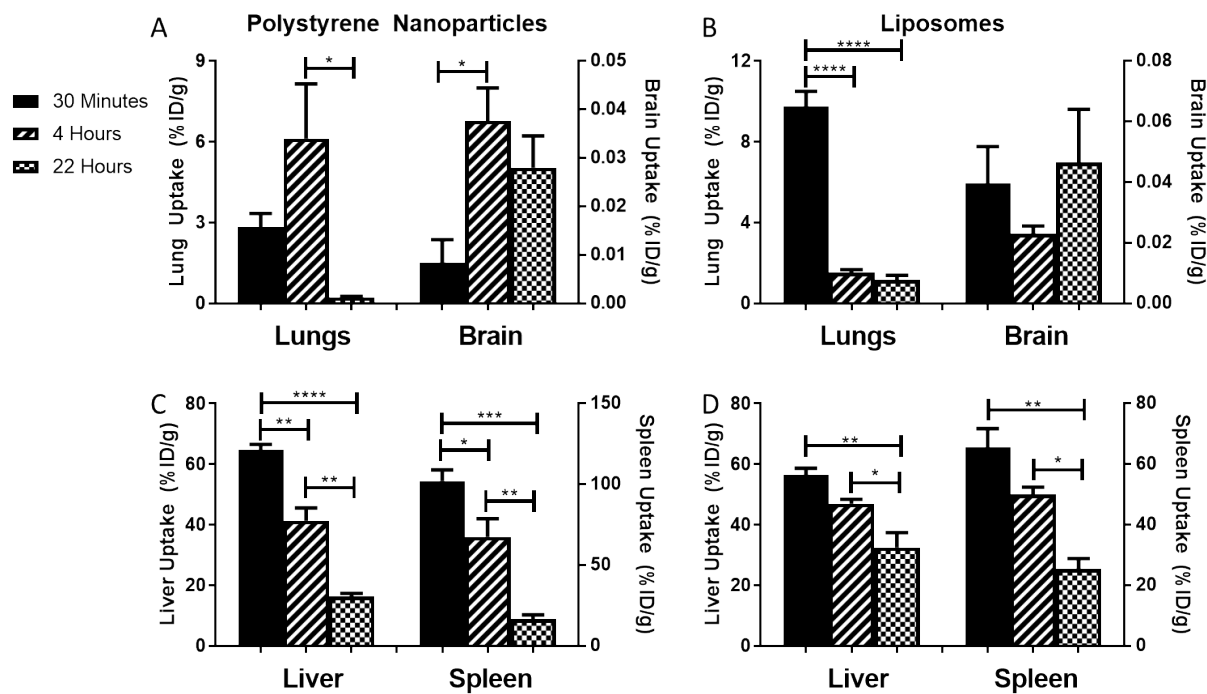 A
Polystyrene Nanoparticles
B
Liposomes
30 Minutes
4 Hours
22 Hours
Lung Uptake (% ID/g)
9
6
3
0
*
*
0.05
0.04
0.03
0.02
0.01
0.00
Brain Uptake (% ID/g)
Lungs
Brain
Lung Uptake (% ID/g)
12
8
4
0
****
****
0.08
0.06
0.04
0.02
0.00
Brain Uptake (% ID/g)
Lungs
Brain
C
Liver Uptake (% ID/g)
80
60
40
20
0
****
**
**
***
*
**
150
100
50
0
Spleen Uptake (% ID/g)
Liver
Spleen
D
Liver Uptake (% ID/g)
80
60
40
20
0
**
*
**
*
80
60
40
20
0
Spleen Uptake (% ID/g)
Liver
Spleen